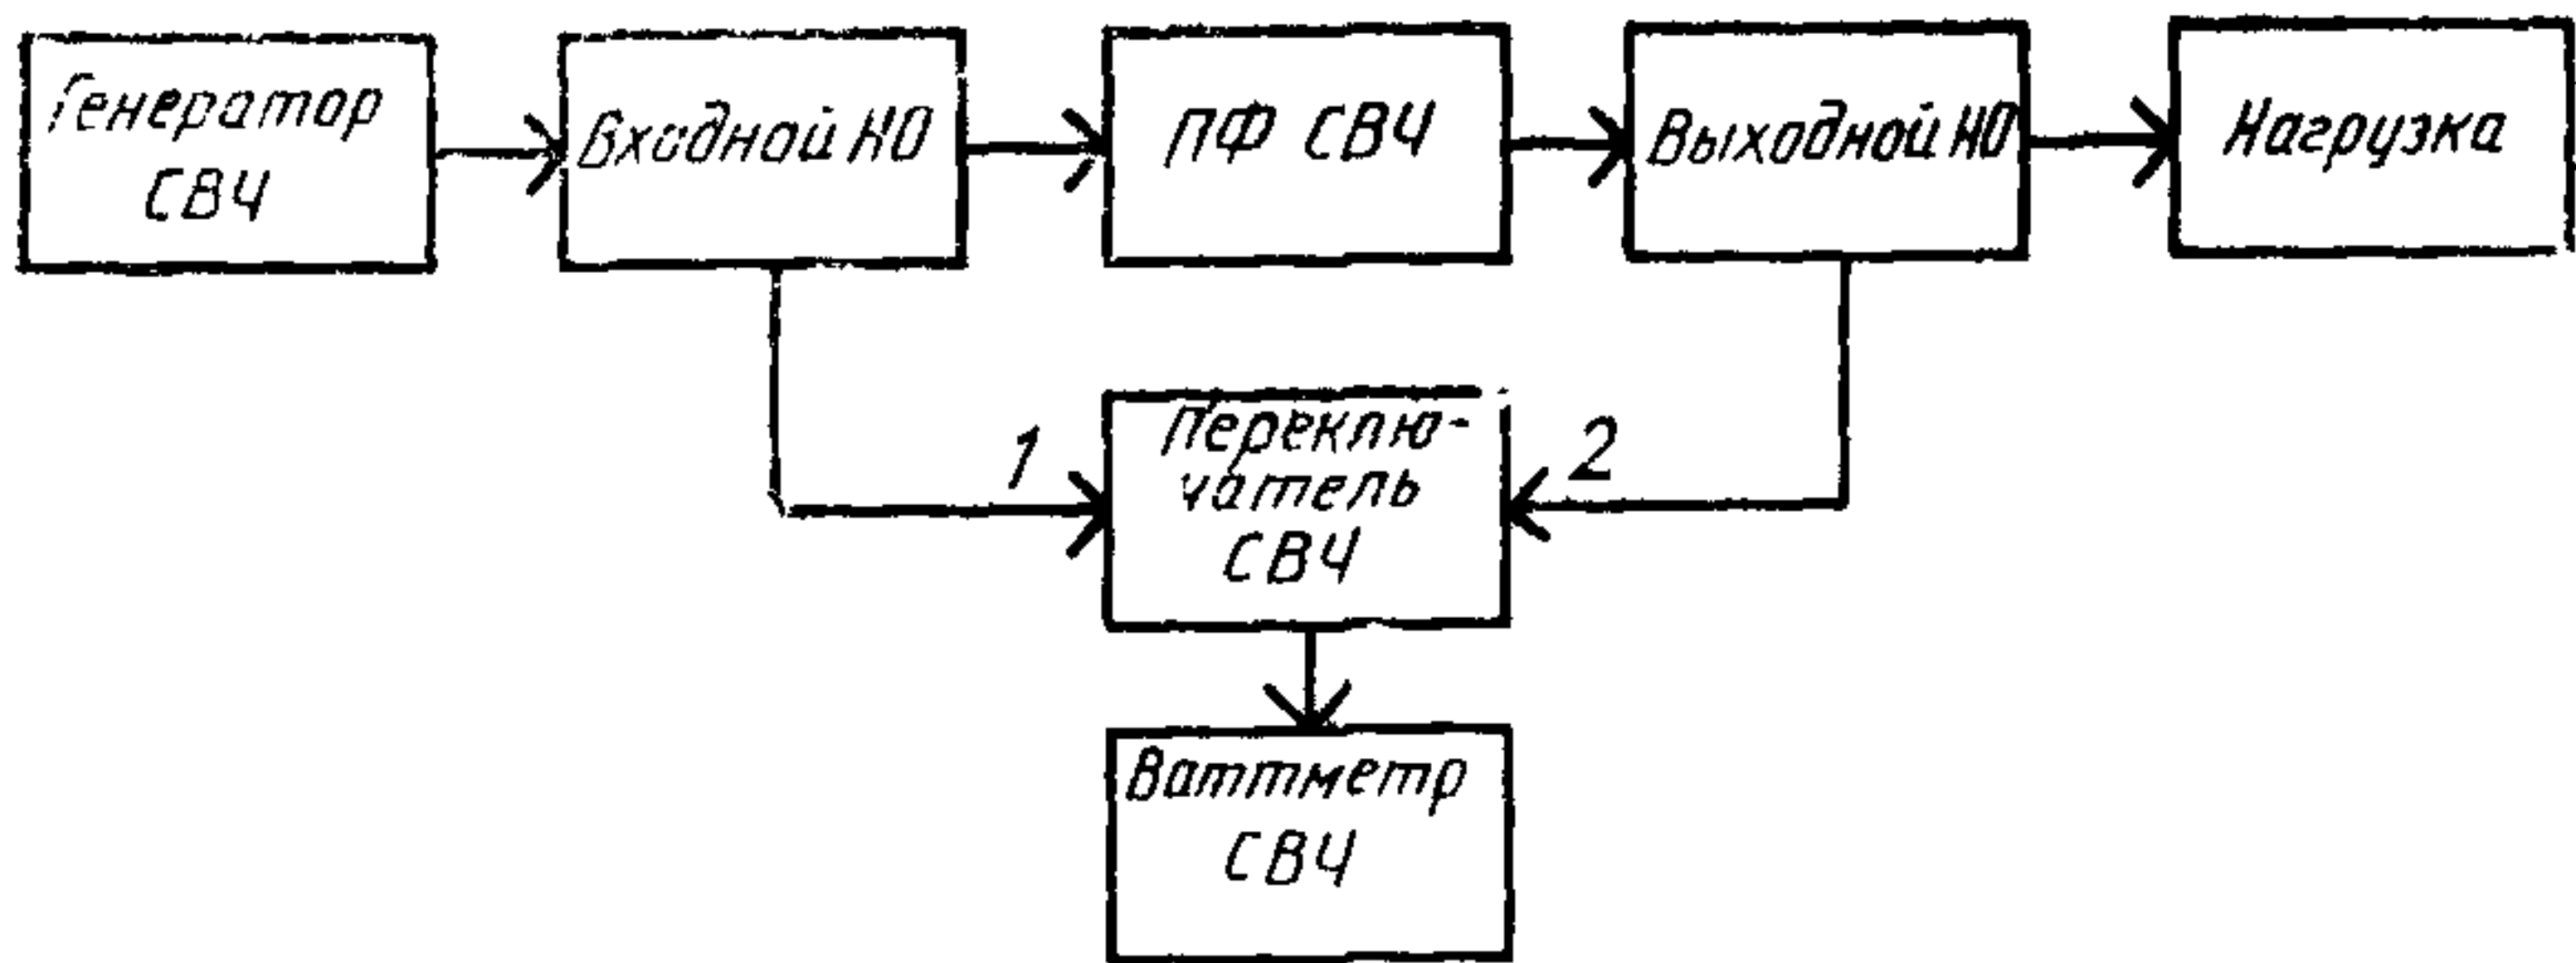 Генератор
СВЧ
Входной НО
ПФ СВЧ
Выходной НО
Нагрузка
1
Переклю-
чатель
СВЧ
2
Ваттметр
СВЧ